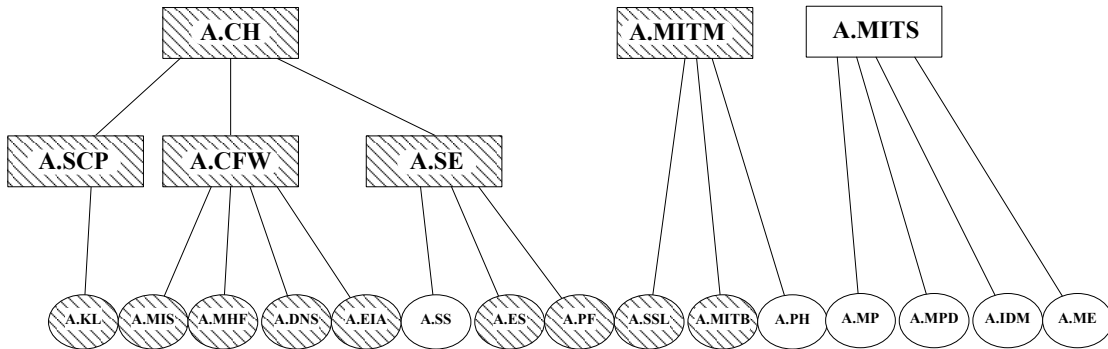 A.CH
A.MITM
A.MITS
A.SCP
A.CFW
A.SE
A.KL
A.MIS
A.MHF
A.DNS
A.EIA
A.SS
A.ES
A.PF
A.SSL
A.MITB
A.PH
A.MP
A.MPD
A.IDM
A.ME